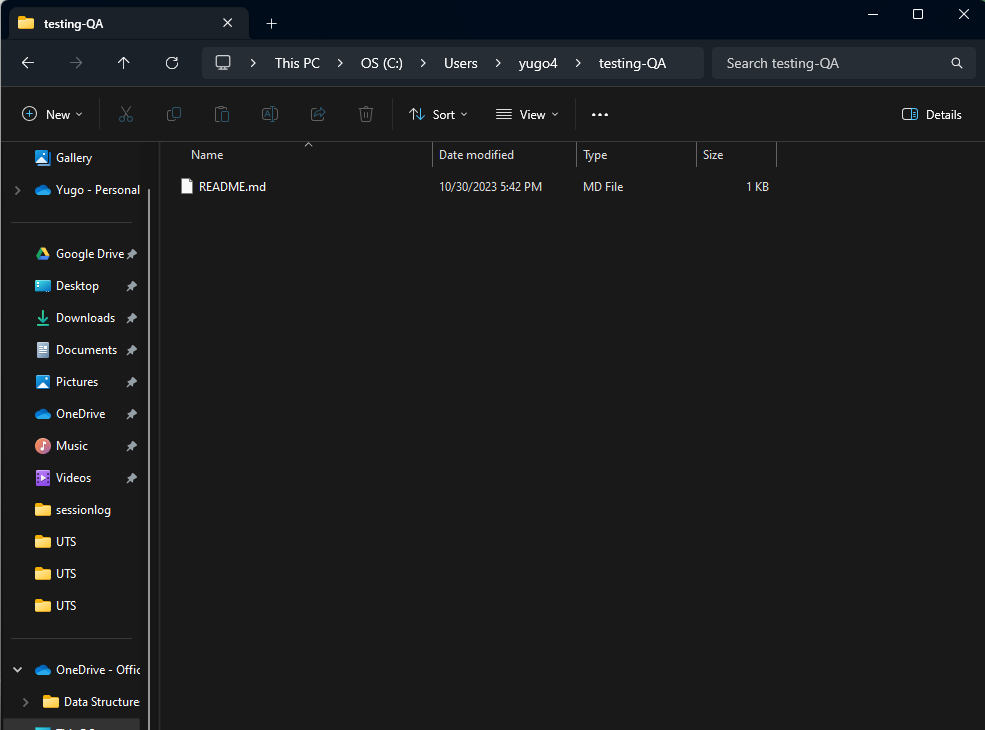 testing-QA
This PC OS (C:) Users yugo4 testing-QA
Search testing-QA
New Sort View Details
Gallery
Yugo - Personal
Google Drive
Desktop
Downloads
Documents
Pictures
OneDrive
Music
Videos
sessionlog
UTS
UTS
UTS
OneDrive - Offic
Data Structure
Name Date modified Type Size
README.md 10/30/2023 5:42 PM MD File 1 KB